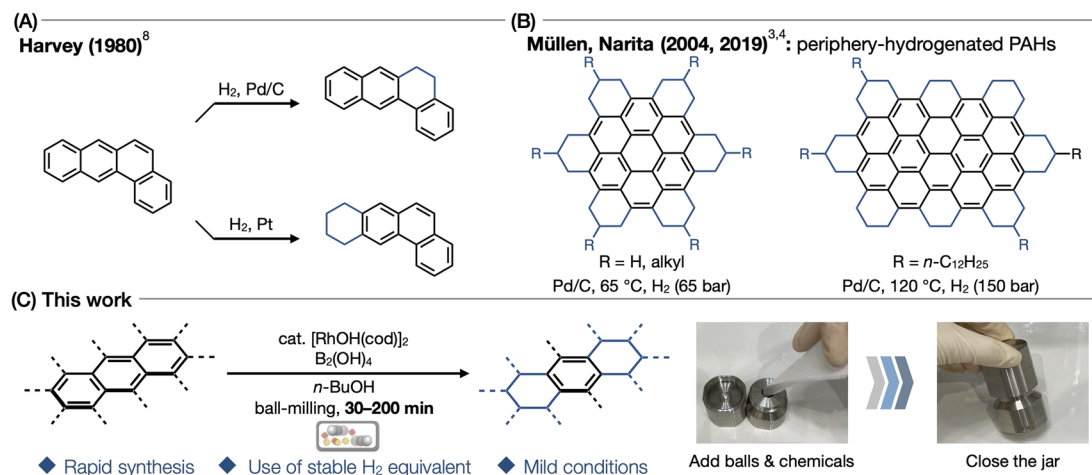 (A)
Harvey (1980)8
H2, Pd/C
H2, Pt
(B)
Müllen, Narita (2004, 2019)3,4: periphery-hydrogenated PAHs
R
R
R
R
R
R
R = H, alkyl
Pd/C, 65 °C, H2 (65 bar)
R
R
R
R
R = n-C12H25
Pd/C, 120 °C, H2 (150 bar)
(C) This work
cat. [RhOH(cod)]2
B2(OH)4
n-BuOH
ball-milling, 30–200 min
◆ Rapid synthesis
◆ Use of stable H2 equivalent
◆ Mild conditions
Add balls & chemicals
Close the jar